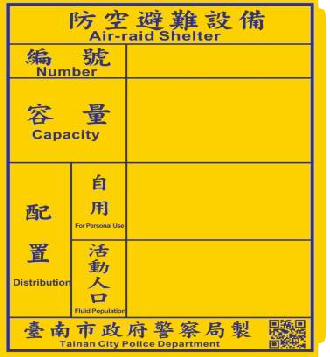 防空避難設備
Air-raid Shelter
編號
Number
容量
Capacity
配置
Distribution
自用
For Personal Use
活動人口
Fluid Population
臺南市政府警察局製
Tainan City Police Department